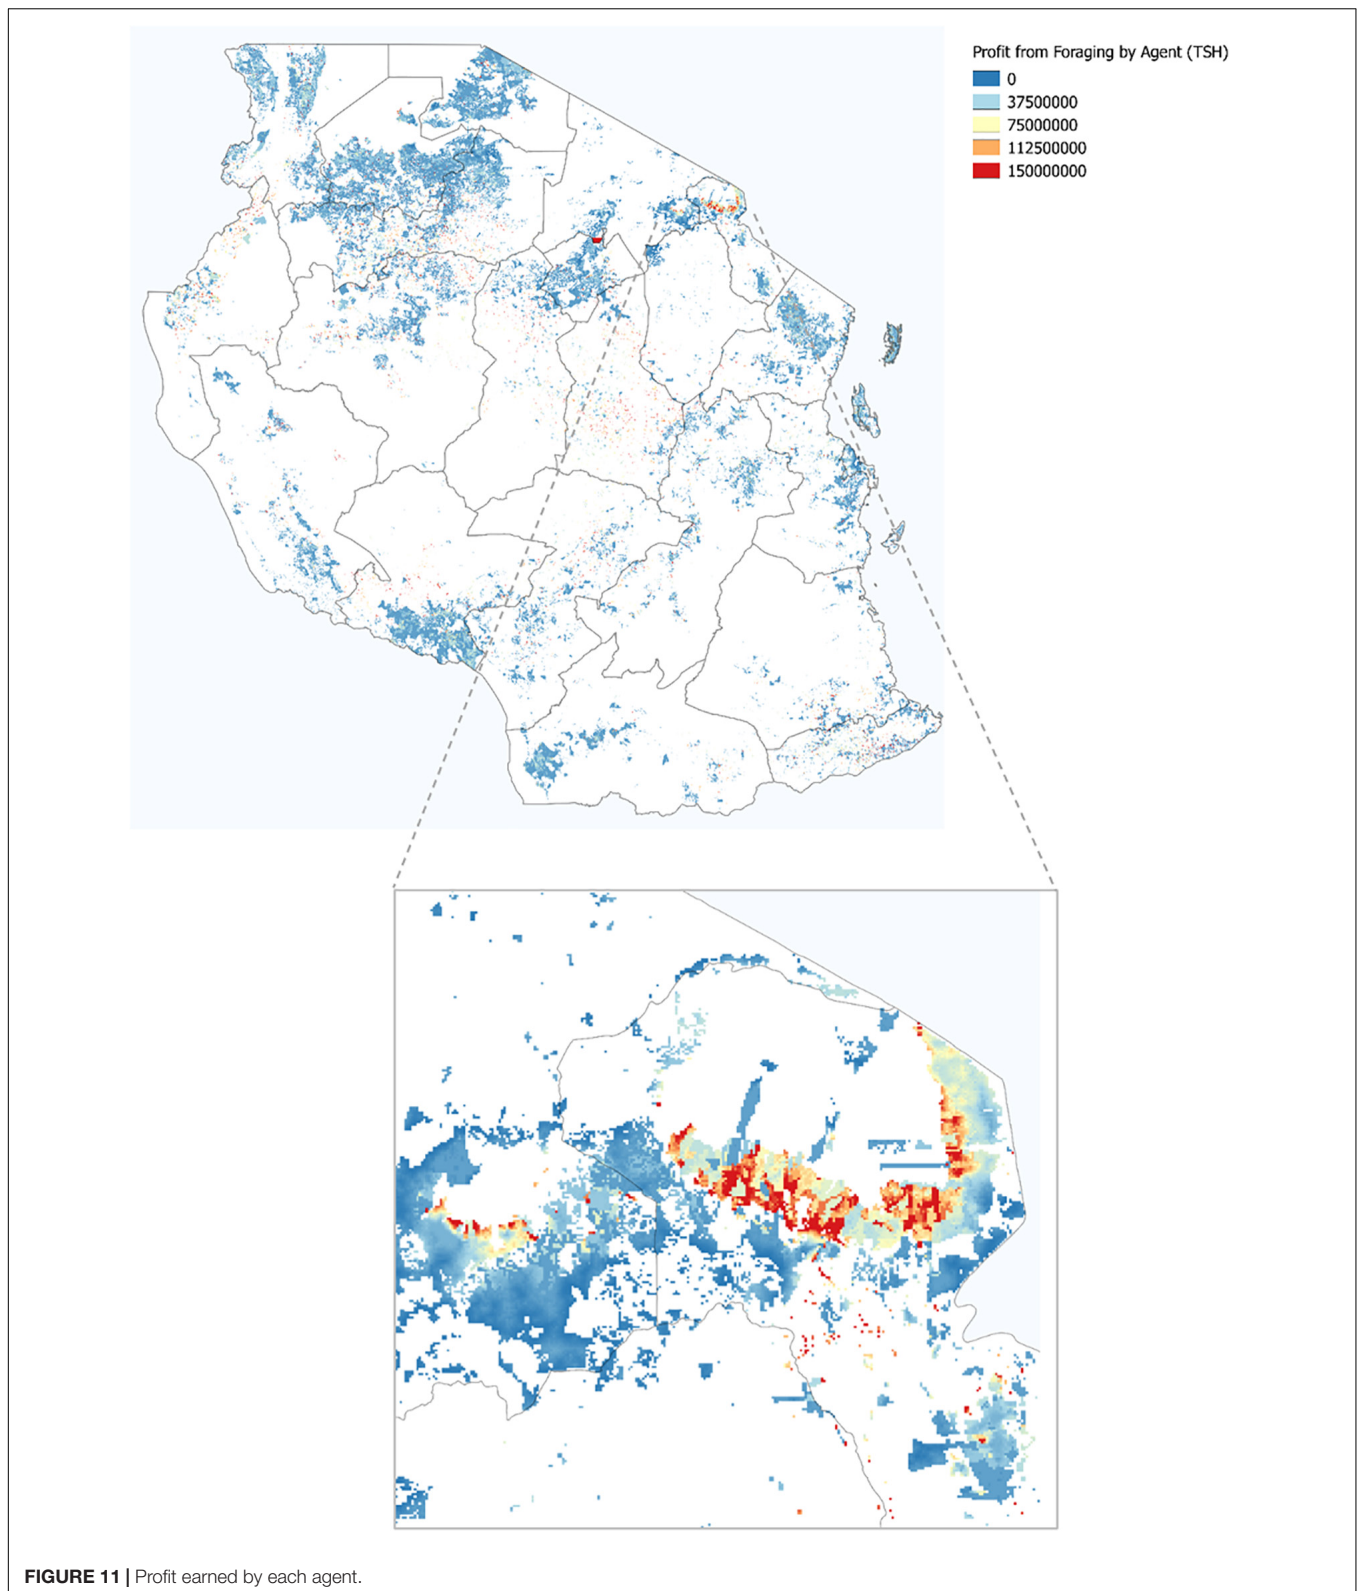 Profit from Foraging by Agent (TSH)
0
37500000
75000000
112500000
150000000
FIGURE 11 | Profit earned by each agent.